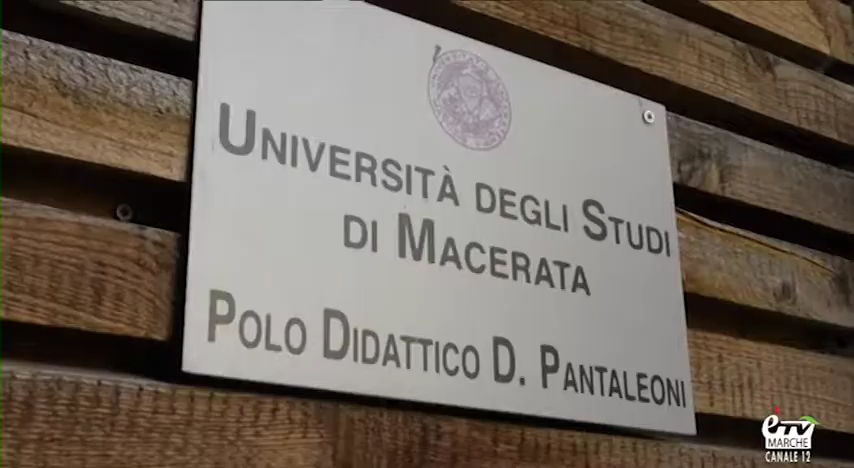 UNIVERSITÀ DEGLI STUDI
DI MACERATA
POLO DIDATTICO D. PANTALEONI
eTV
MARCHE
CANALE 12